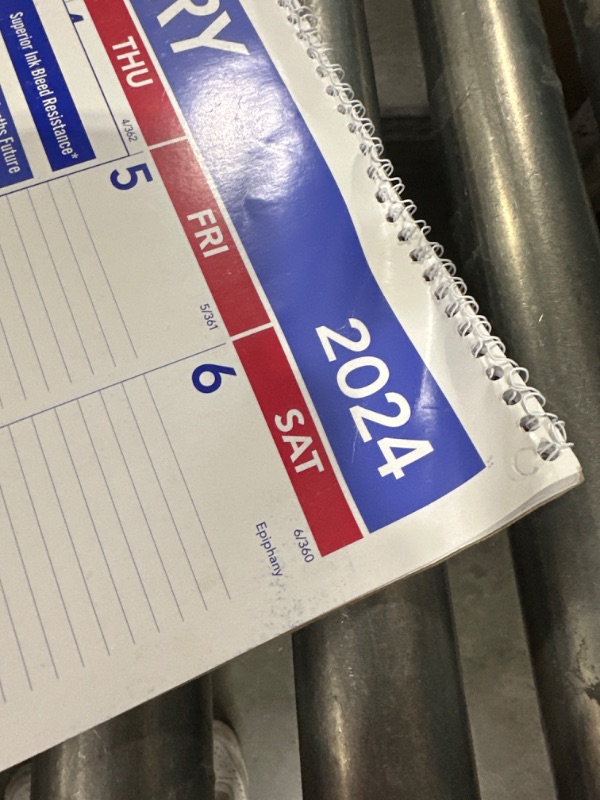 RY 2024
THU
FRI
SAT
4/362
5
5/361
6
6/360
Epiphany
Superior Ink Bleed Resistance*
Future